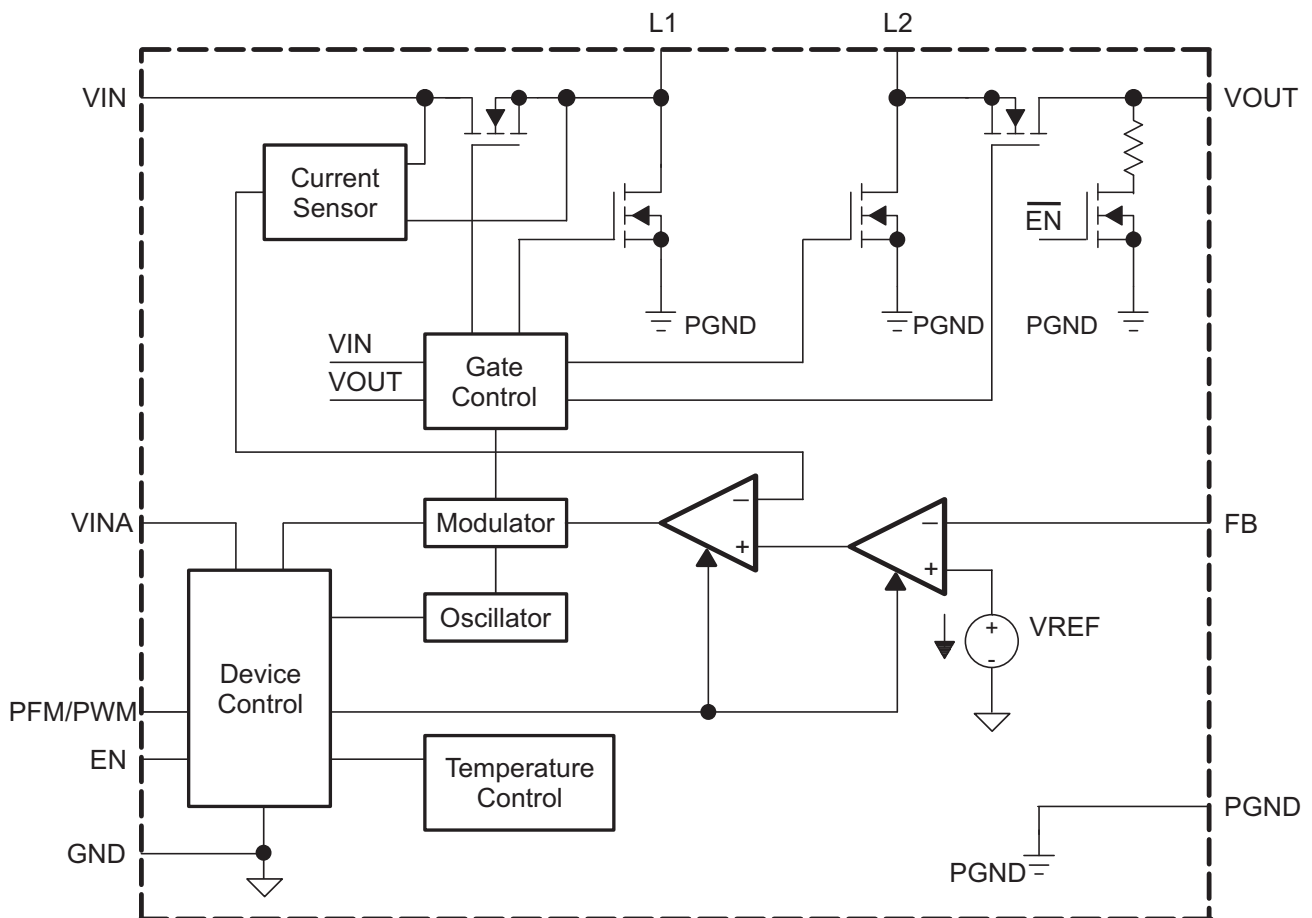 L1
L2
VIN
VOUT
Current
Sensor
E̅N̅
PGND
PGND
PGND
VIN
VOUT
Gate
Control
VINA
Modulator
−
+
−
+
FB
Oscillator
+
-
VREF
Device
Control
PFM/PWM
EN
Temperature
Control
GND
PGND
PGND